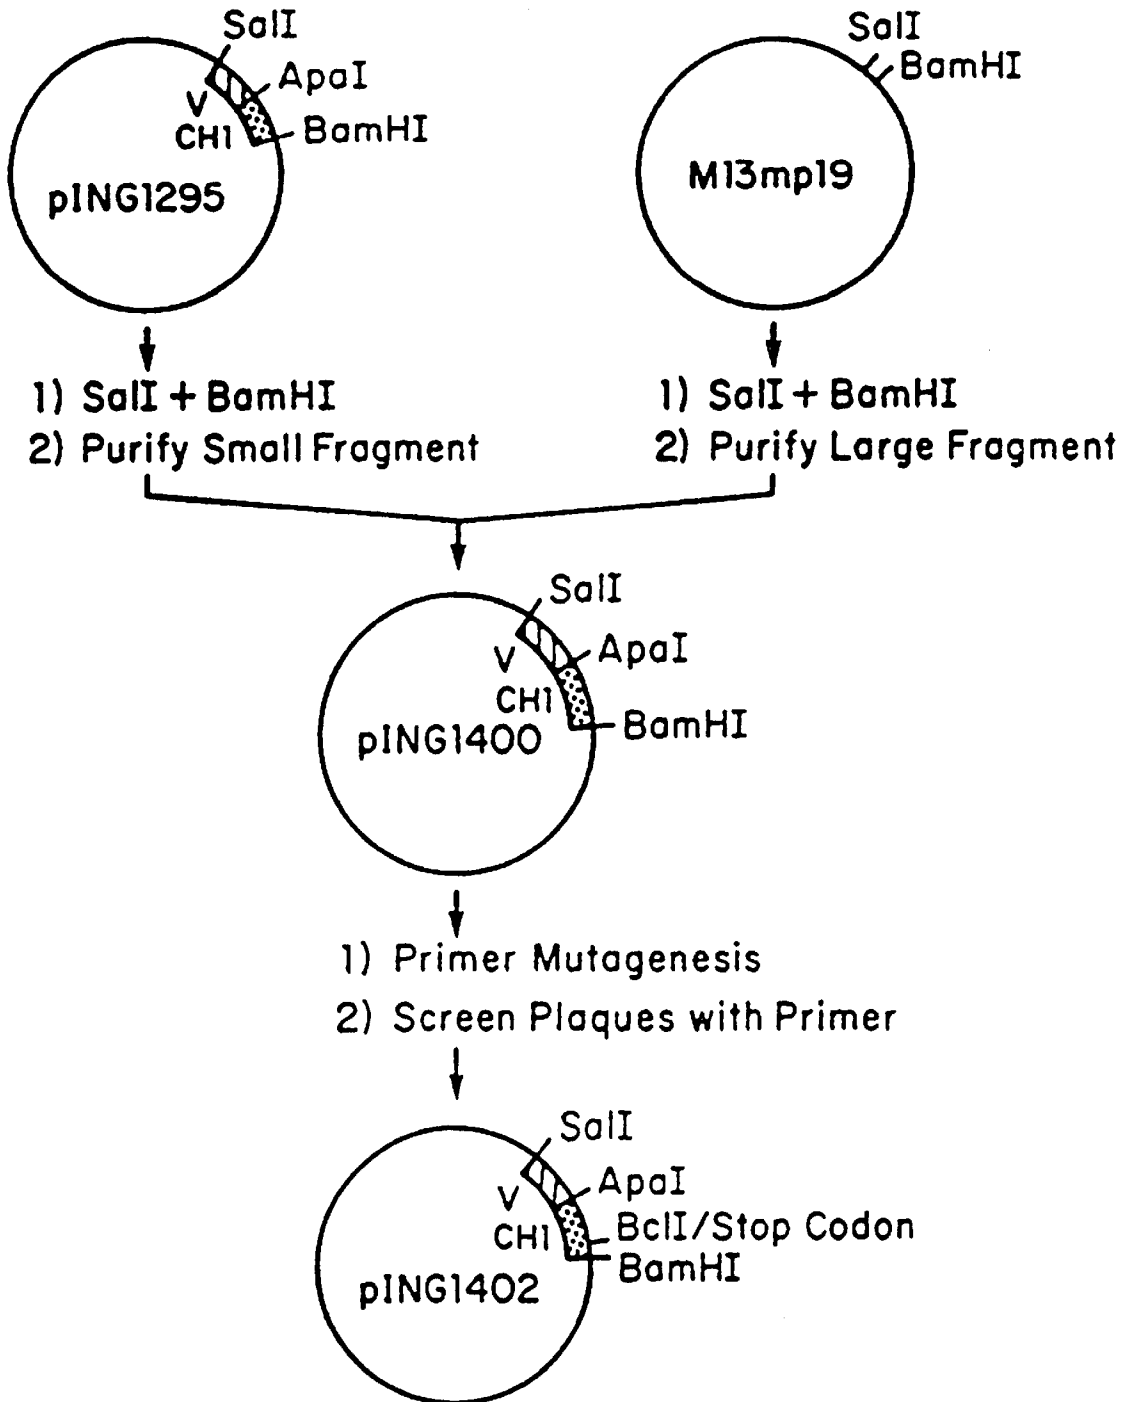 SalI
ApaI
V
CH1
BamHI
pING1295
SalI
BamHI
M13mp19
1) SalI + BamHI
2) Purify Small Fragment
1) SalI + BamHI
2) Purify Large Fragment
SalI
V
ApaI
CH1
BamHI
pING1400
1) Primer Mutagenesis
2) Screen Plaques with Primer
SalI
V
ApaI
CH1
BclI/Stop Codon
BamHI
pING1402